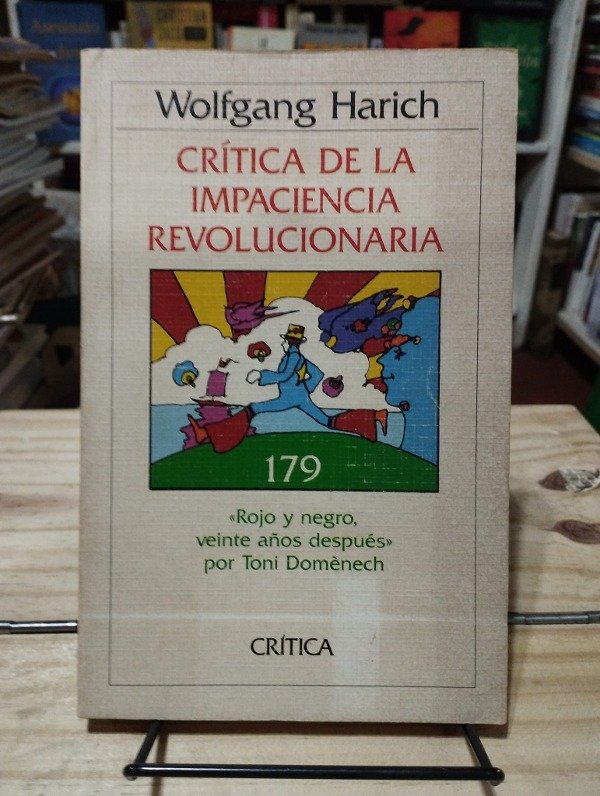 Wolfgang Harich
CRÍTICA DE LA
IMPACIENCIA
REVOLUCIONARIA
179
«Rojo y negro,
veinte años después»
por Toni Domènech
CRÍTICA